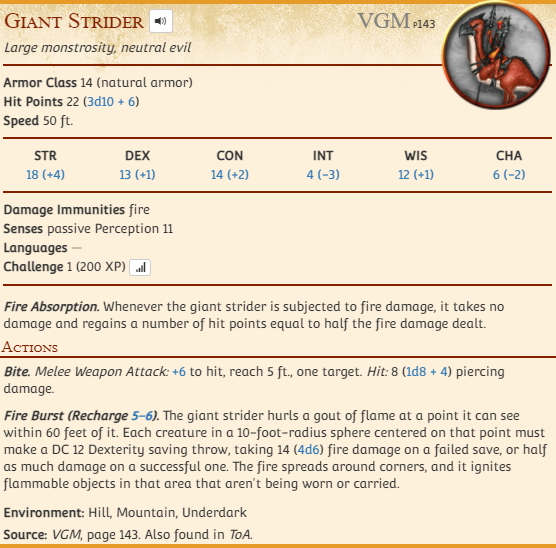 GIANT STRIDER VGM P143
Large monstrosity, neutral evil
Armor Class 14 (natural armor)
Hit Points 22 (3d10 + 6)
Speed 50 ft.
STR DEX CON INT WIS CHA
18 (+4) 13 (+1) 14 (+2) 4 (−3) 12 (+1) 6 (−2)
Damage Immunities fire
Senses passive Perception 11
Languages —
Challenge 1 (200 XP)
Fire Absorption. Whenever the giant strider is subjected to fire damage, it takes no
damage and regains a number of hit points equal to half the fire damage dealt.
ACTIONS
Bite. Melee Weapon Attack: +6 to hit, reach 5 ft., one target. Hit: 8 (1d8 + 4) piercing
damage.
Fire Burst (Recharge 5–6). The giant strider hurls a gout of flame at a point it can see
within 60 feet of it. Each creature in a 10-foot-radius sphere centered on that point must
make a DC 12 Dexterity saving throw, taking 14 (4d6) fire damage on a failed save, or half
as much damage on a successful one. The fire spreads around corners, and it ignites
flammable objects in that area that aren't being worn or carried.
Environment: Hill, Mountain, Underdark
Source: VGM, page 143. Also found in ToA.